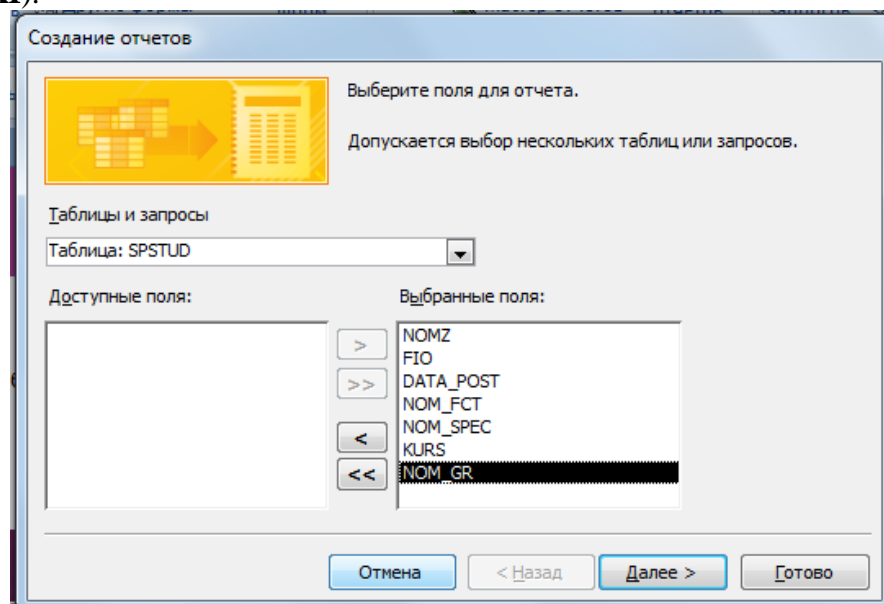 Создание отчетов
Выберите поля для отчета.
Допускается выбор нескольких таблиц или запросов.
Таблицы и запросы
Таблица: SPSTUD
Доступные поля:
Выбранные поля:
>
>>
<
<<
NOMZ
FIO
DATA_POST
NOM_FCT
NOM_SPEC
KURS
NOM_GR
Отмена
< Назад
Далее >
Готово